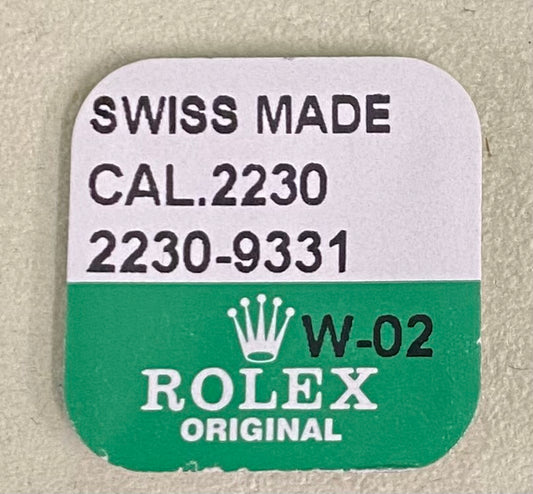 SWISS MADE
CAL.2230
2230-9331
W-02
ROLEX
ORIGINAL